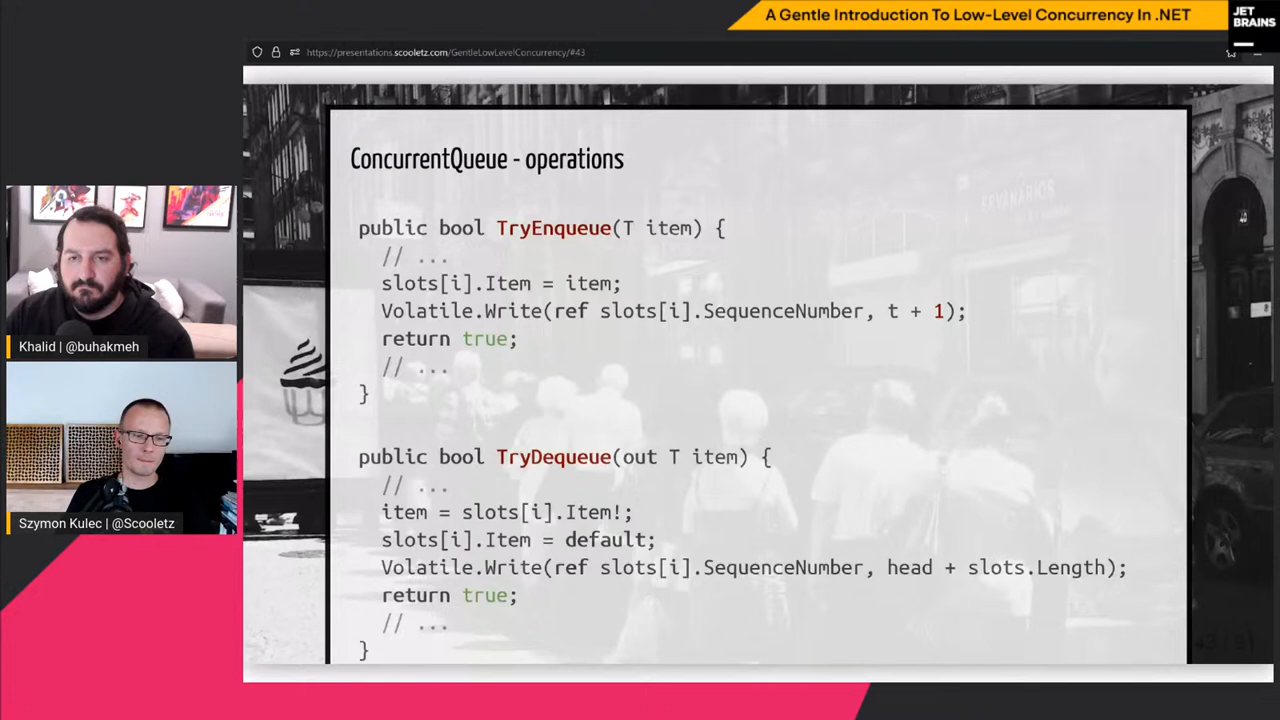 A Gentle Introduction To Low-Level Concurrency In .NET
JET
BRAINS
https://presentations.scooletz.com/GentleLowLevelConcurrency/#43
ConcurrentQueue - operations
public bool TryEnqueue(T item) {
// ...
slots[i].Item = item;
Volatile.Write(ref slots[i].SequenceNumber, t + 1);
return true;
// ...
}
public bool TryDequeue(out T item) {
// ...
item = slots[i].Item!;
slots[i].Item = default;
Volatile.Write(ref slots[i].SequenceNumber, head + slots.Length);
return true;
// ...
}
Khalid | @buhakmeh
Szymon Kulec | @Scooletz
43 / 81
40